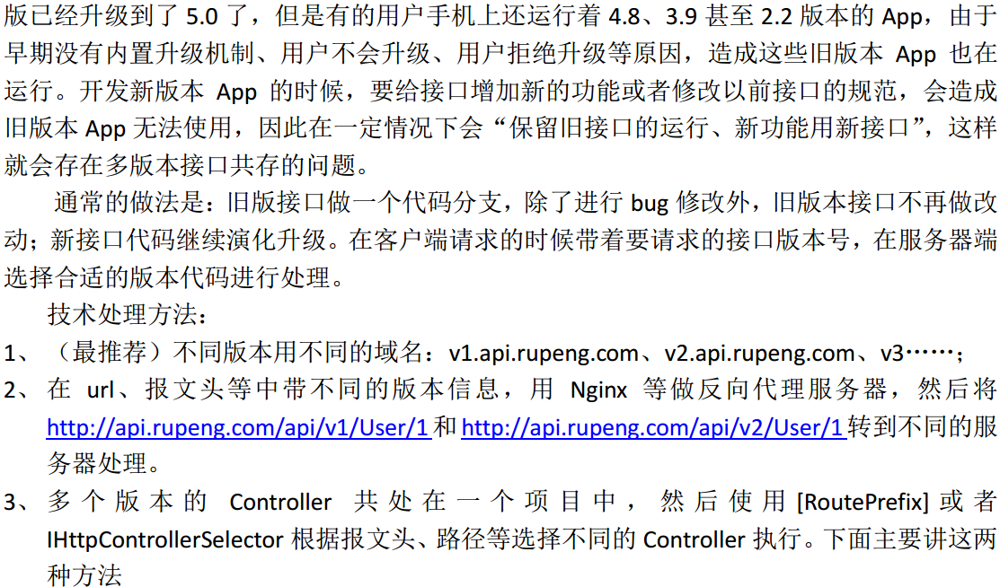 版已经升级到了 5.0 了，但是有的用户手机上还运行着 4.8、3.9 甚至 2.2 版本的 App，由于
早期没有内置升级机制、用户不会升级、用户拒绝升级等原因，造成这些旧版本 App 也在
运行。开发新版本 App 的时候，要给接口增加新的功能或者修改以前接口的规范，会造成
旧版本 App 无法使用，因此在一定情况下会“保留旧接口的运行、新功能用新接口”，这样
就会存在多版本接口共存的问题。
通常的做法是：旧版接口做一个代码分支，除了进行 bug 修改外，旧版本接口不再做改
动；新接口代码继续演化升级。在客户端请求的时候带着要请求的接口版本号，在服务器端
选择合适的版本代码进行处理。
技术处理方法：
1、（最推荐）不同版本用不同的域名：v1.api.rupeng.com、v2.api.rupeng.com、v3……；
2、在 url、报文头等中带不同的版本信息，用 Nginx 等做反向代理服务器，然后将
http://api.rupeng.com/api/v1/User/1 和 http://api.rupeng.com/api/v2/User/1 转到不同的服
务器处理。
3、多个版本的 Controller 共处在一个项目中，然后使用 [RoutePrefix] 或者
IHttpControllerSelector 根据报文头、路径等选择不同的 Controller 执行。下面主要讲这两
种方法